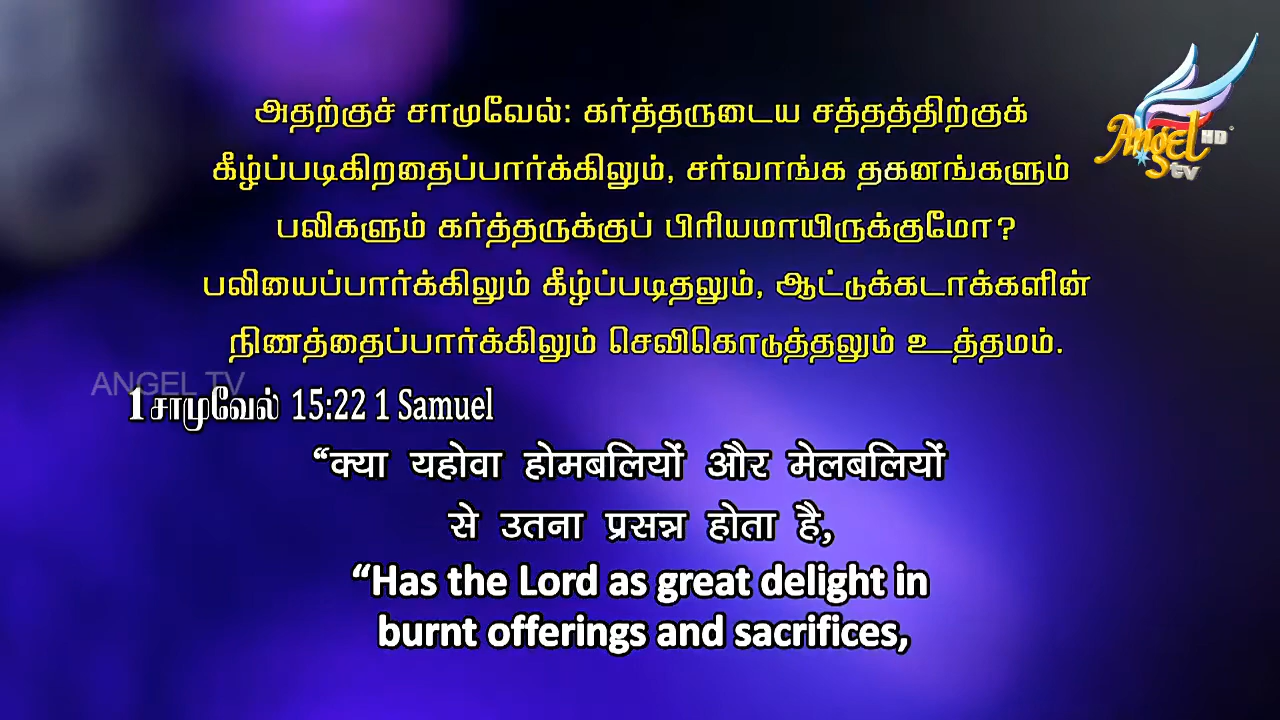 அதற்குச் சாமுவேல்: கர்த்தருடைய சத்தத்திற்குக்
கீழ்ப்படிகிறதைப்பார்க்கிலும், சர்வாங்க தகனங்களும்
பலிகளும் கர்த்தருக்குப் பிரியமாயிருக்குமோ?
பலியைப்பார்க்கிலும் கீழ்ப்படிதலும், ஆட்டுக்கடாக்களின்
நிணத்தைப்பார்க்கிலும் செவிகொடுத்தலும் உத்தமம்.
ANGEL TV
1 சாமுவேல் 15:22 1 Samuel
“क्या यहोवा होमबलियों और मेलबलियों
से उतना प्रसन्न होता है,
“Has the Lord as great delight in
burnt offerings and sacrifices,
Angel HD
tv